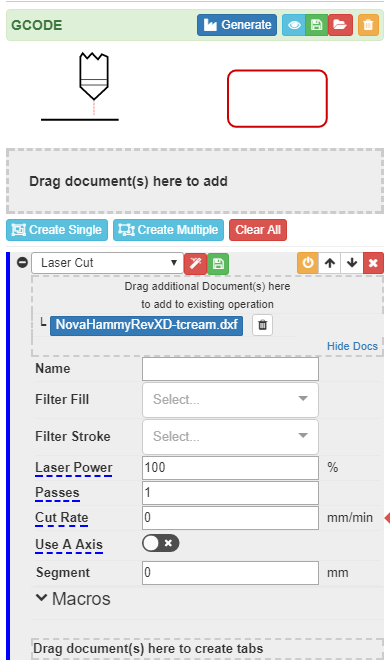 GCODE
Generate
Drag document(s) here to add
Create Single
Create Multiple
Clear All
Laser Cut
Drag additional Document(s) here
to add to existing operation
NovaHammyRevXD-tcream.dxf
Hide Docs
Name
Filter Fill Select...
Filter Stroke Select...
Laser Power 100 %
Passes 1
Cut Rate 0 mm/min
Use A Axis
Segment 0 mm
Macros
Drag document(s) here to create tabs